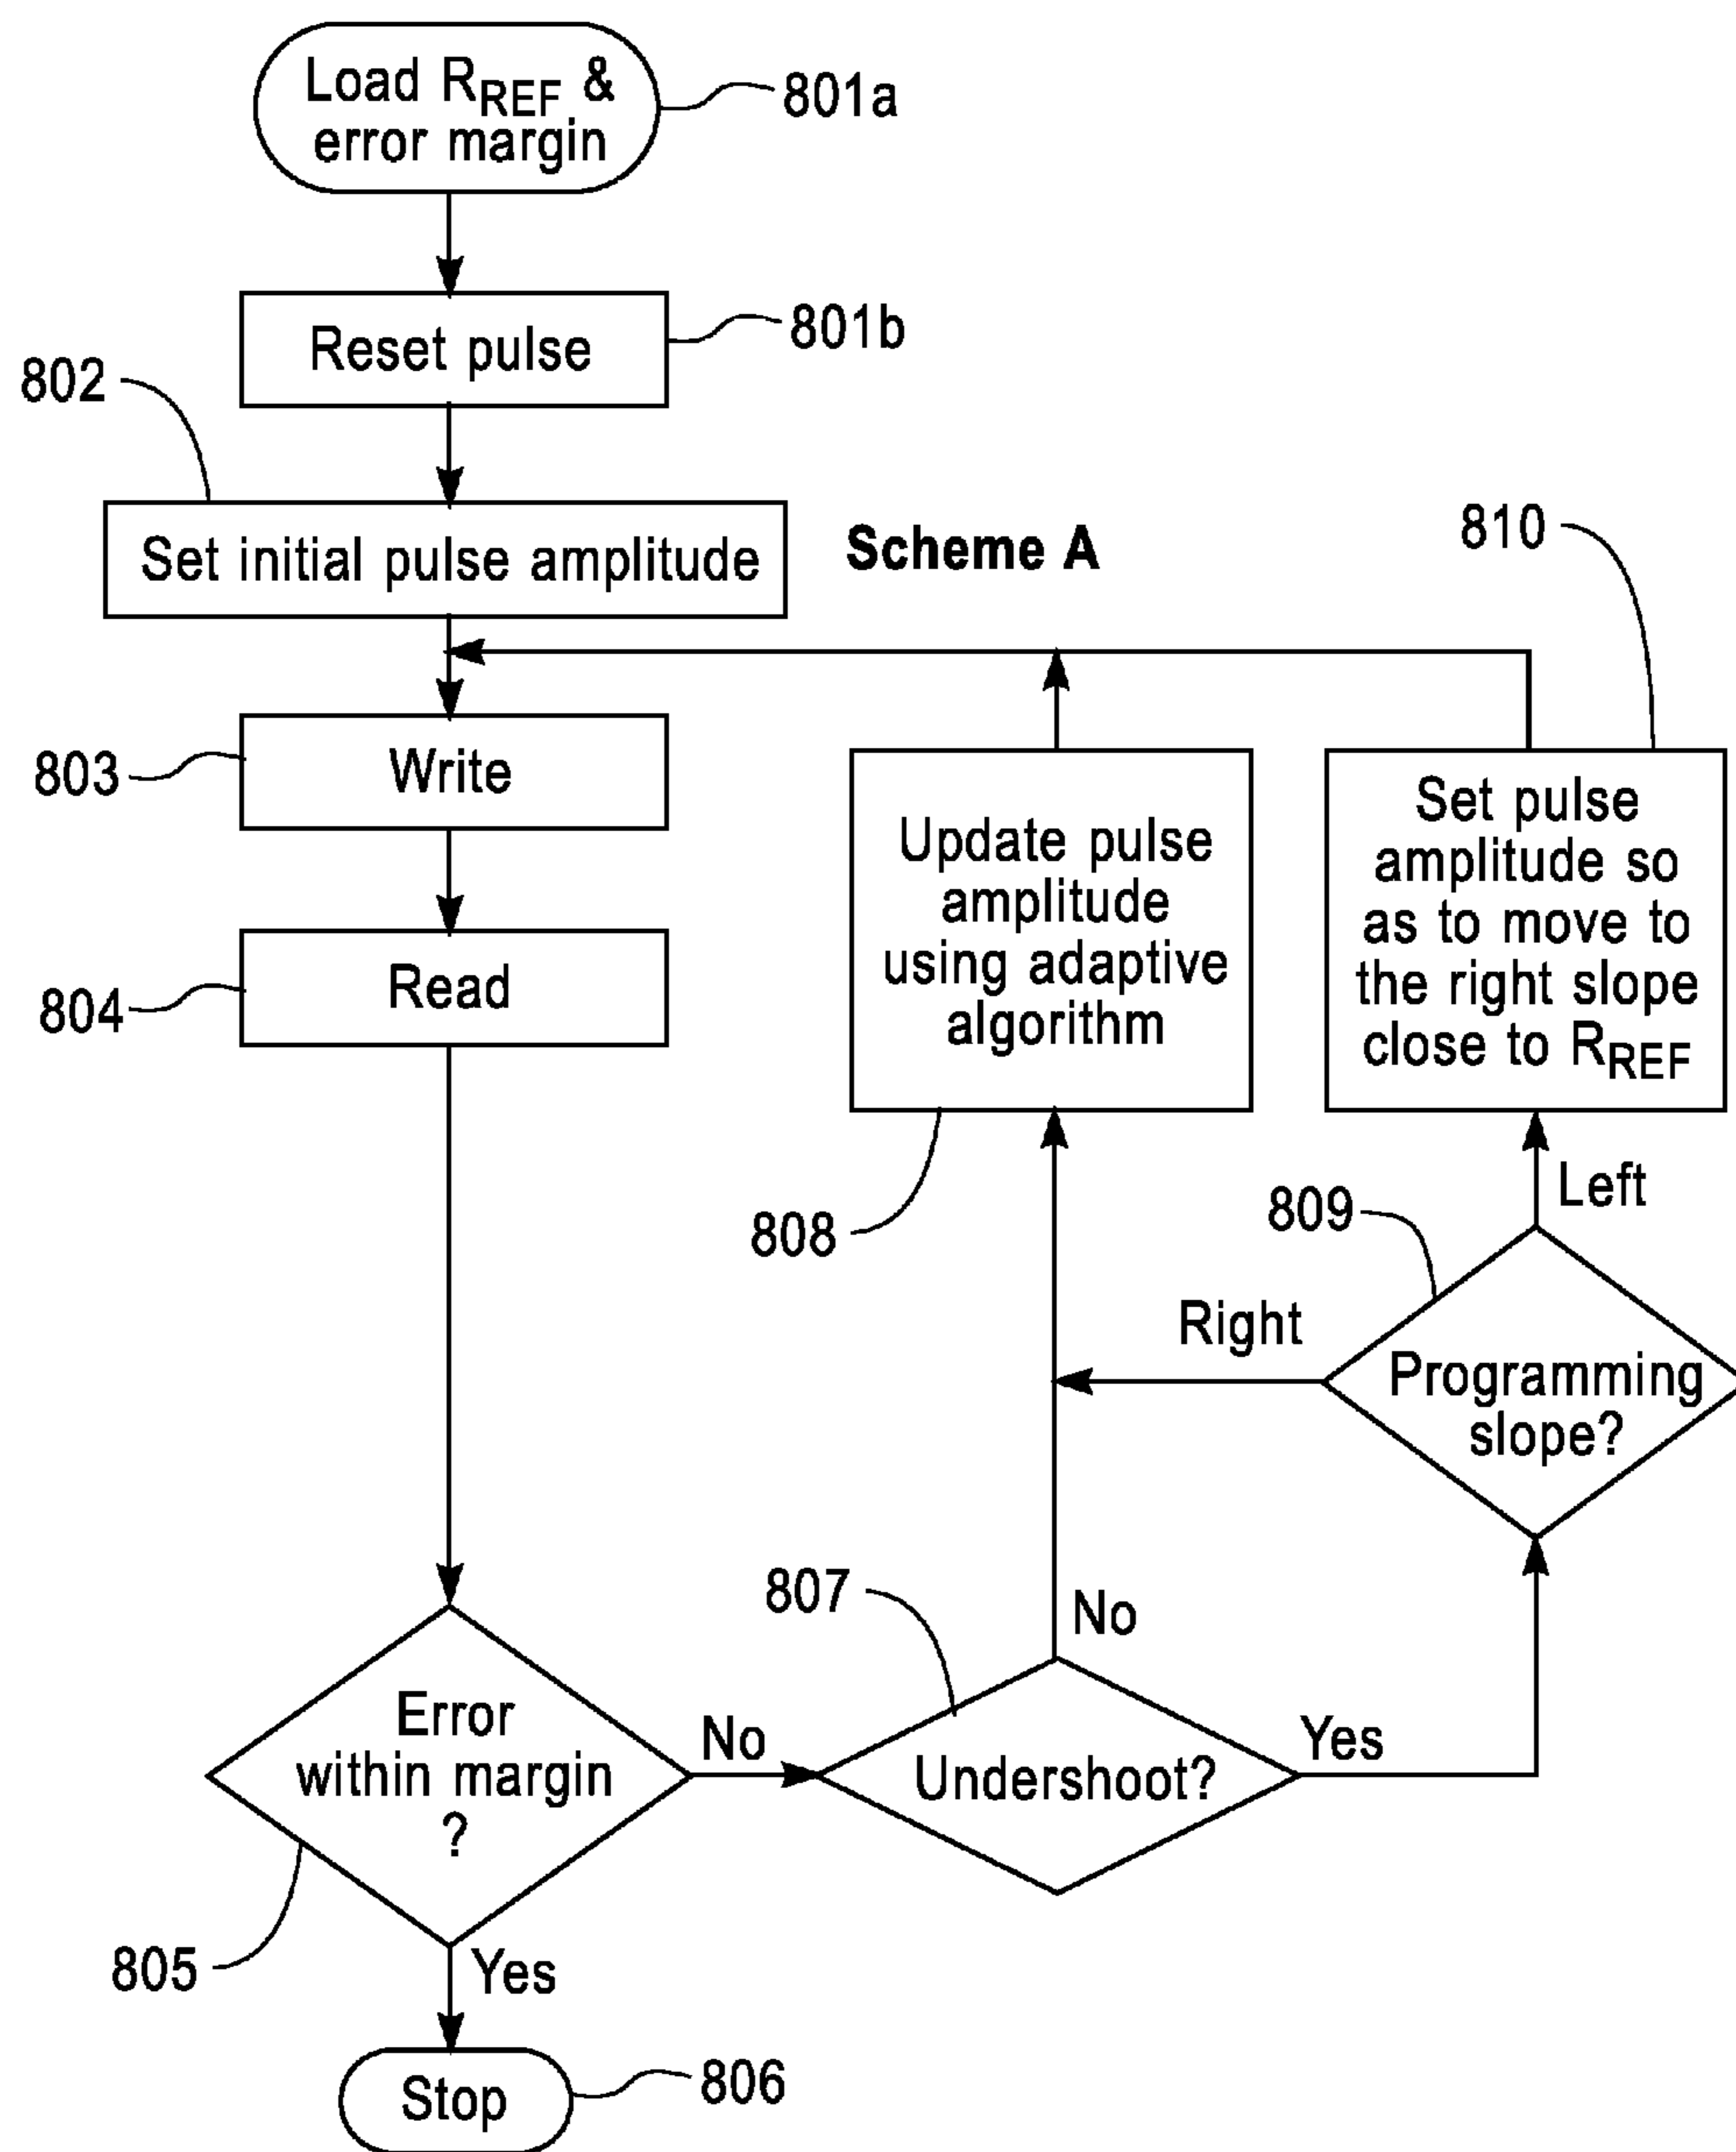 Load R_REF &
error margin
801a
Reset pulse
801b
802
Set initial pulse amplitude
Scheme A
810
803
Write
804
Read
Update pulse
amplitude
using adaptive
algorithm
808
Set pulse
amplitude so
as to move to
the right slope
close to R_REF
Left
809
Right
Programming
slope?
807
No
Error
within margin
?
No
Undershoot?
Yes
805
Yes
Stop
806